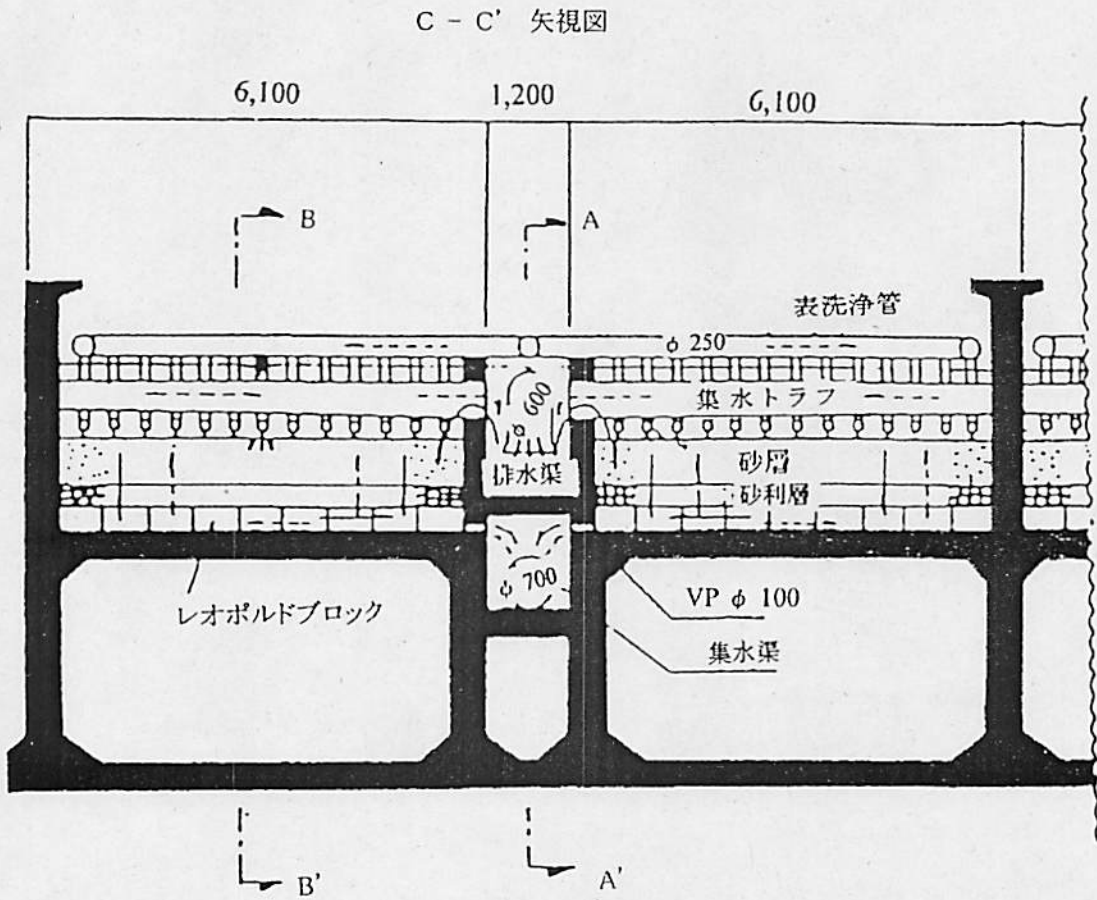 C - C' 矢視図
6,100 1,200 6,100
B A
表洗浄管
φ 250
集水トラフ
φ 600
砂層
排水渠
砂利層
φ 700
VP φ 100
レオポルドブロック
集水渠
B' A'